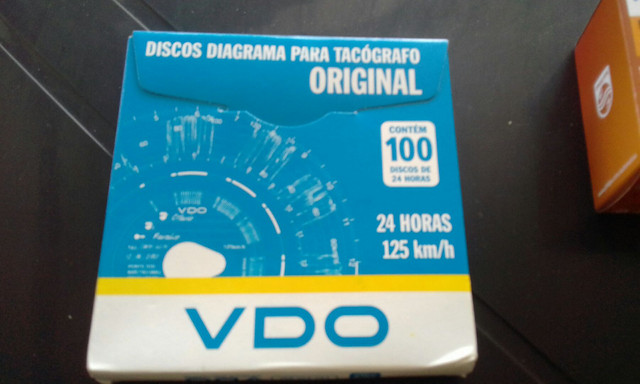 DISCOS DIAGRAMA PARA TACÓGRAFO
ORIGINAL
CONTÉM
100
DISCOS DE
24 HORAS
VDO
24 HORAS
125 km/h
VDO